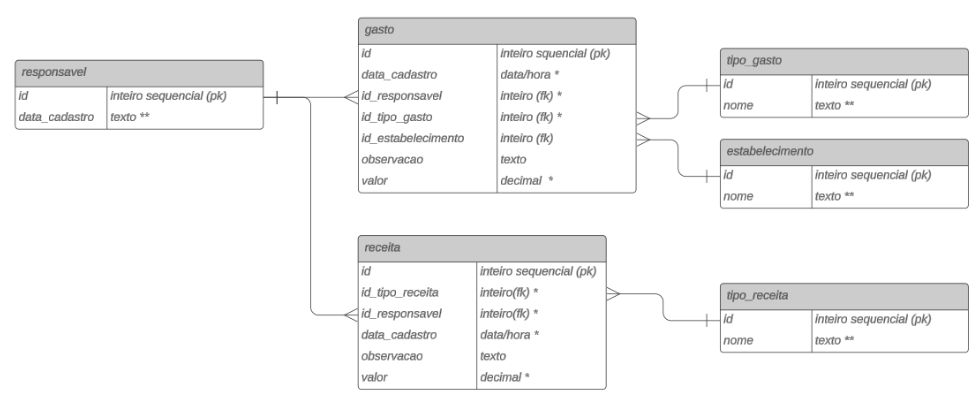 responsavel
id inteiro sequencial (pk)
data_cadastro texto **
gasto
id inteiro squencial (pk)
data_cadastro data/hora *
id_responsavel inteiro (fk) *
id_tipo_gasto inteiro (fk) *
id_estabelecimento inteiro (fk)
observacao texto
valor decimal *
receita
id inteiro sequencial (pk)
id_tipo_receita inteiro(fk) *
id_responsavel inteiro(fk) *
data_cadastro data/hora *
observacao texto
valor decimal *
tipo_gasto
id inteiro sequencial (pk)
nome texto **
estabelecimento
id inteiro sequencial (pk)
nome texto **
tipo_receita
id inteiro sequencial (pk)
nome texto **